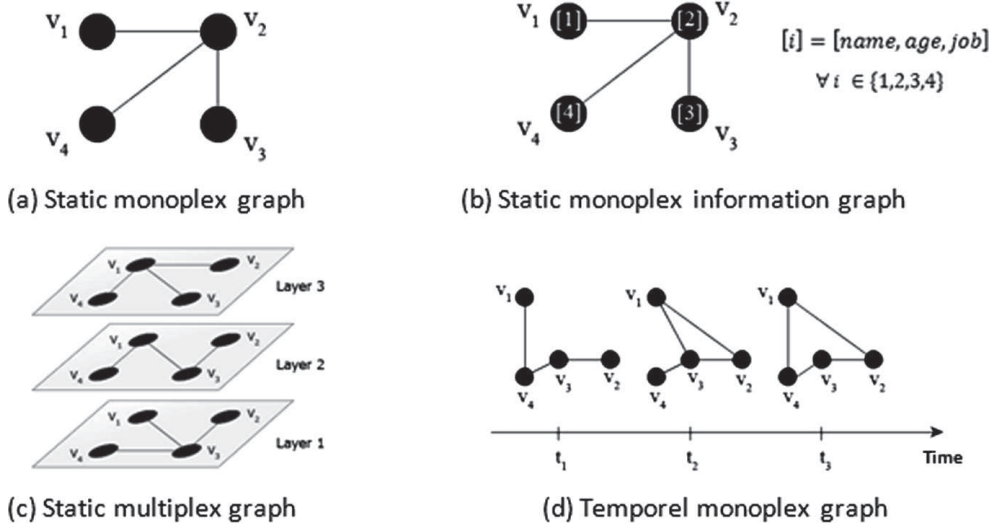 V1
V2
V4
V3
(a) Static monoplex graph
V1 [1] [2] V2
[i] = [name, age, job]
∀ i ∈ {1,2,3,4}
[4] [3]
V4
V3
(b) Static monoplex information graph
V1 V2
V4 V3
Layer 3
V1 V2
V4 V3
Layer 2
V1 V2
V4 V3
Layer 1
(c) Static multiplex graph
V1 V1 V1
V3 V2 V3 V2 V3 V2
V4 V4 V4
t1 t2 t3 Time
(d) Temporel monoplex graph